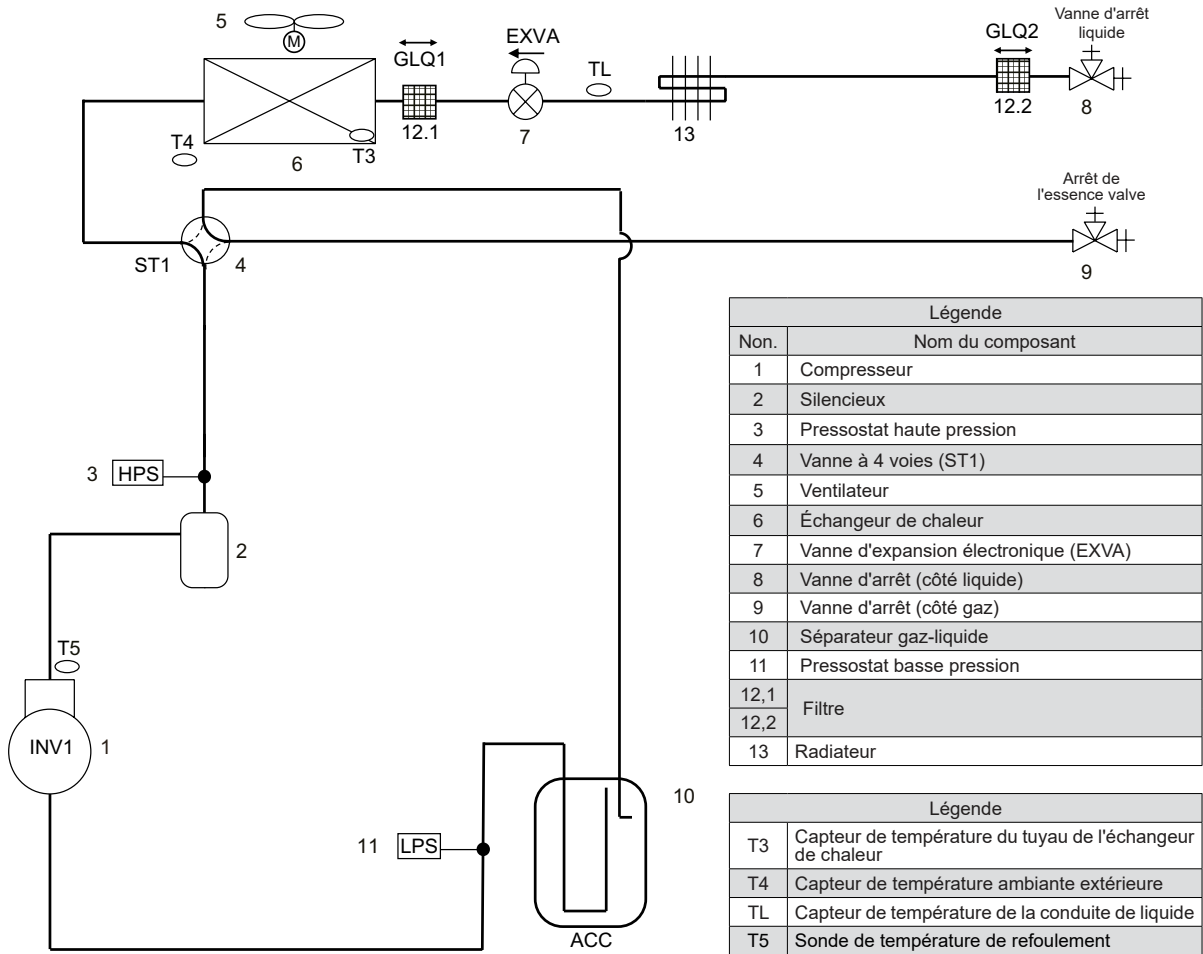 5
M
EXVA
GLQ1
TL
GLQ2
Vanne d'arrêt
liquide
12.1
7
13
12.2
8
T4
T3
6
Arrêt de
l'essence valve
ST1
4
9
3 HPS
2
T5
INV1
1
11 LPS
10
ACC
Légende
Non. Nom du composant
1 Compresseur
2 Silencieux
3 Pressostat haute pression
4 Vanne à 4 voies (ST1)
5 Ventilateur
6 Échangeur de chaleur
7 Vanne d'expansion électronique (EXVA)
8 Vanne d'arrêt (côté liquide)
9 Vanne d'arrêt (côté gaz)
10 Séparateur gaz-liquide
11 Pressostat basse pression
12,1
Filtre
12,2
13 Radiateur
Légende
T3 Capteur de température du tuyau de l'échangeur
de chaleur
T4 Capteur de température ambiante extérieure
TL Capteur de température de la conduite de liquide
T5 Sonde de température de refoulement